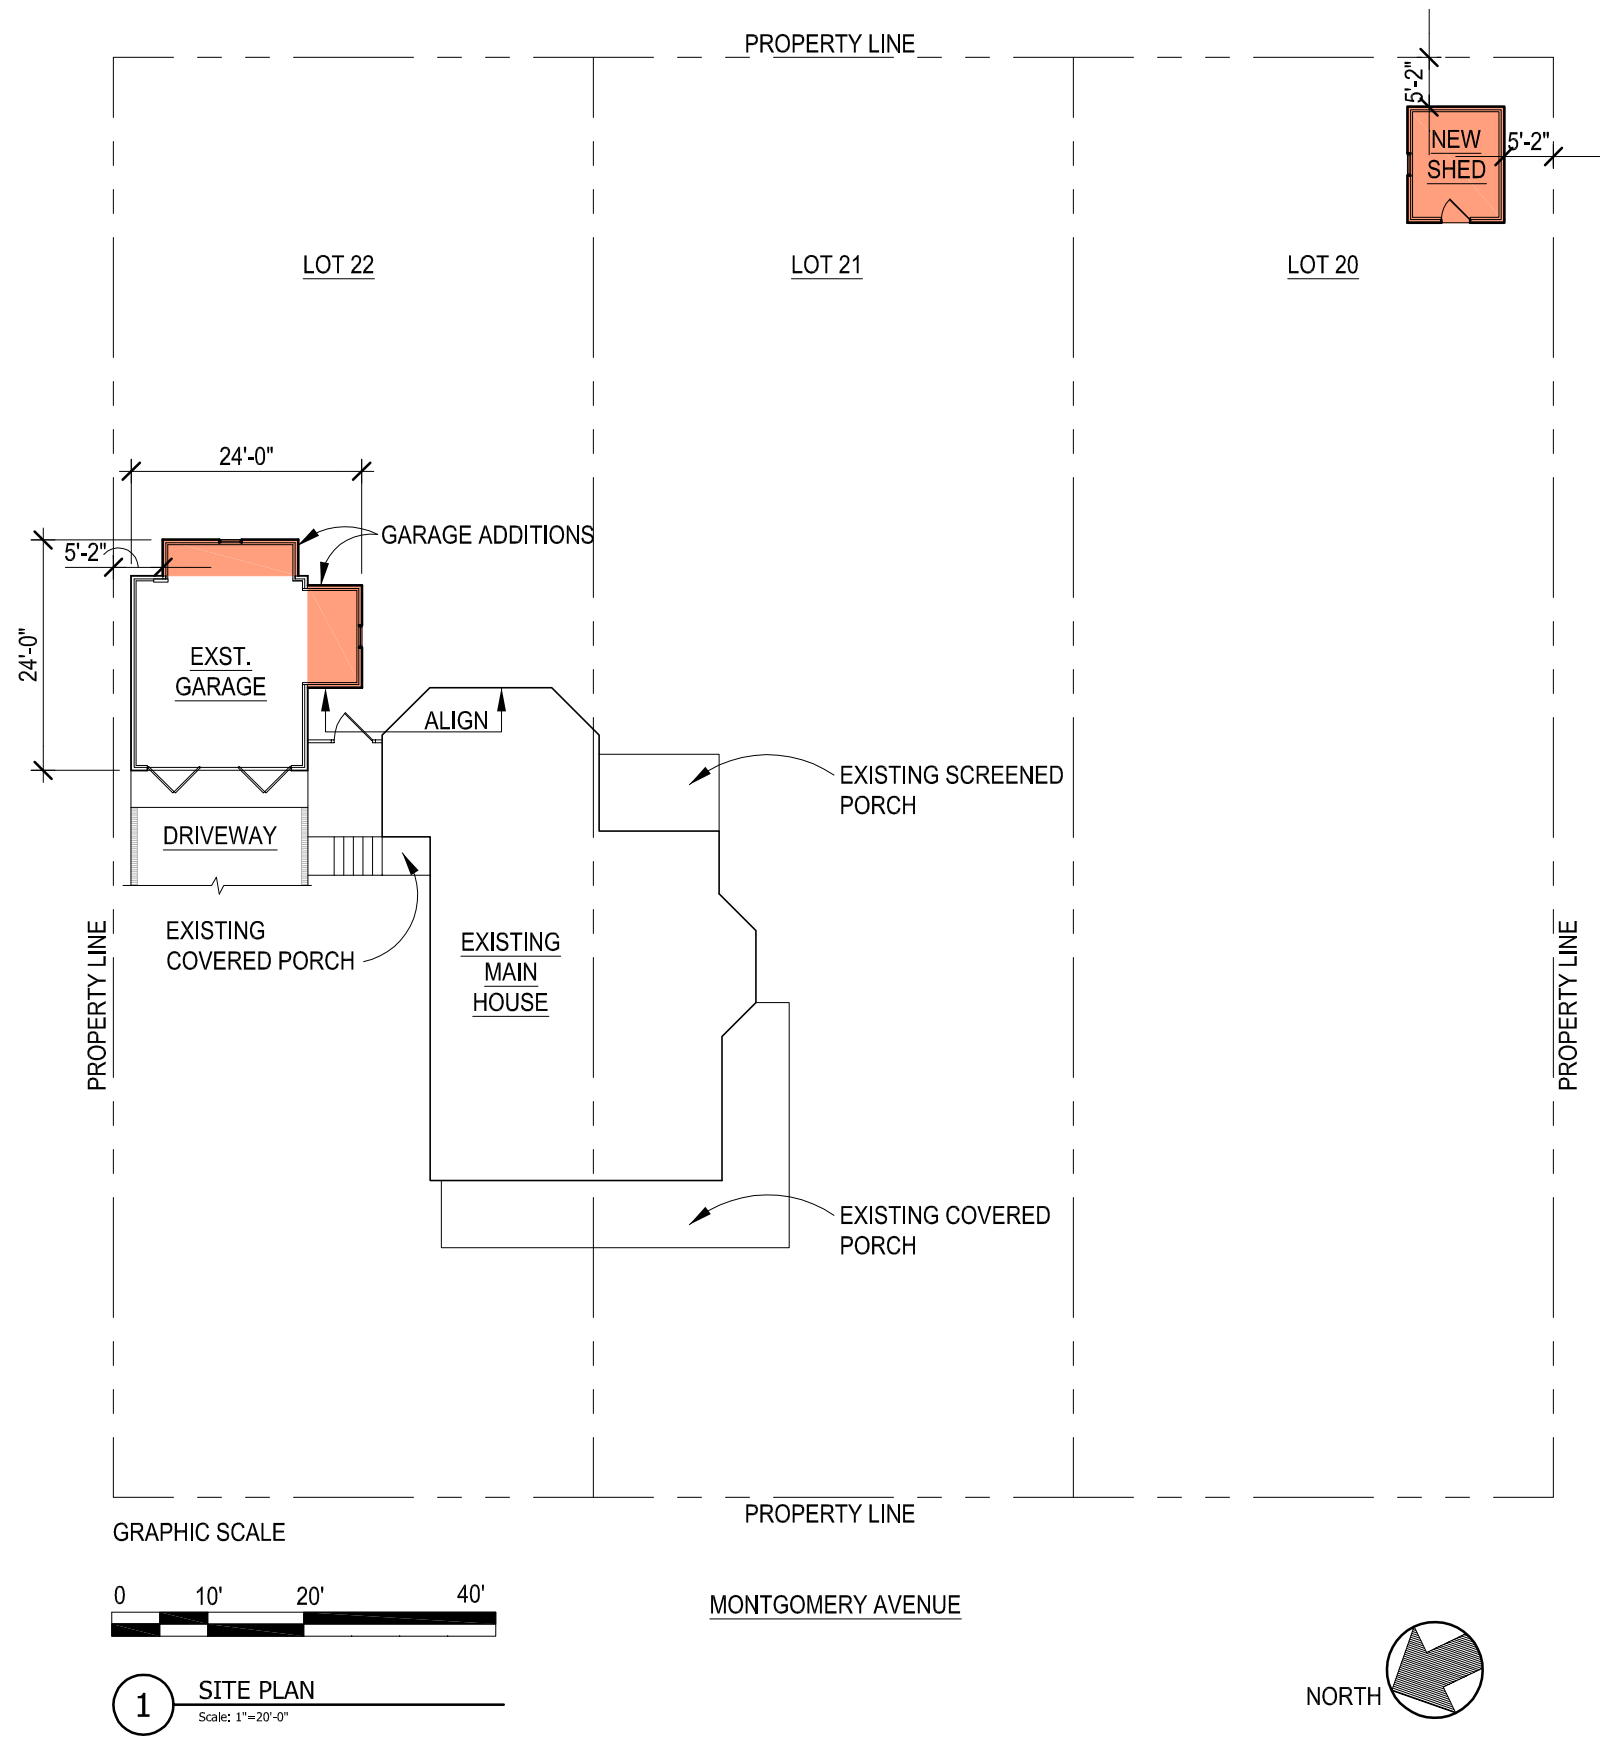 PROPERTY LINE
5'-2"
NEW
SHED
5'-2"
LOT 22
LOT 21
LOT 20
24'-0"
GARAGE ADDITIONS
5'-2"
24'-0"
EXST.
GARAGE
ALIGN
EXISTING SCREENED
PORCH
DRIVEWAY
EXISTING
COVERED PORCH
EXISTING
MAIN
HOUSE
PROPERTY LINE
PROPERTY LINE
EXISTING COVERED
PORCH
PROPERTY LINE
GRAPHIC SCALE
0 10' 20' 40'
MONTGOMERY AVENUE
NORTH
1
SITE PLAN
Scale: 1"=20'-0"